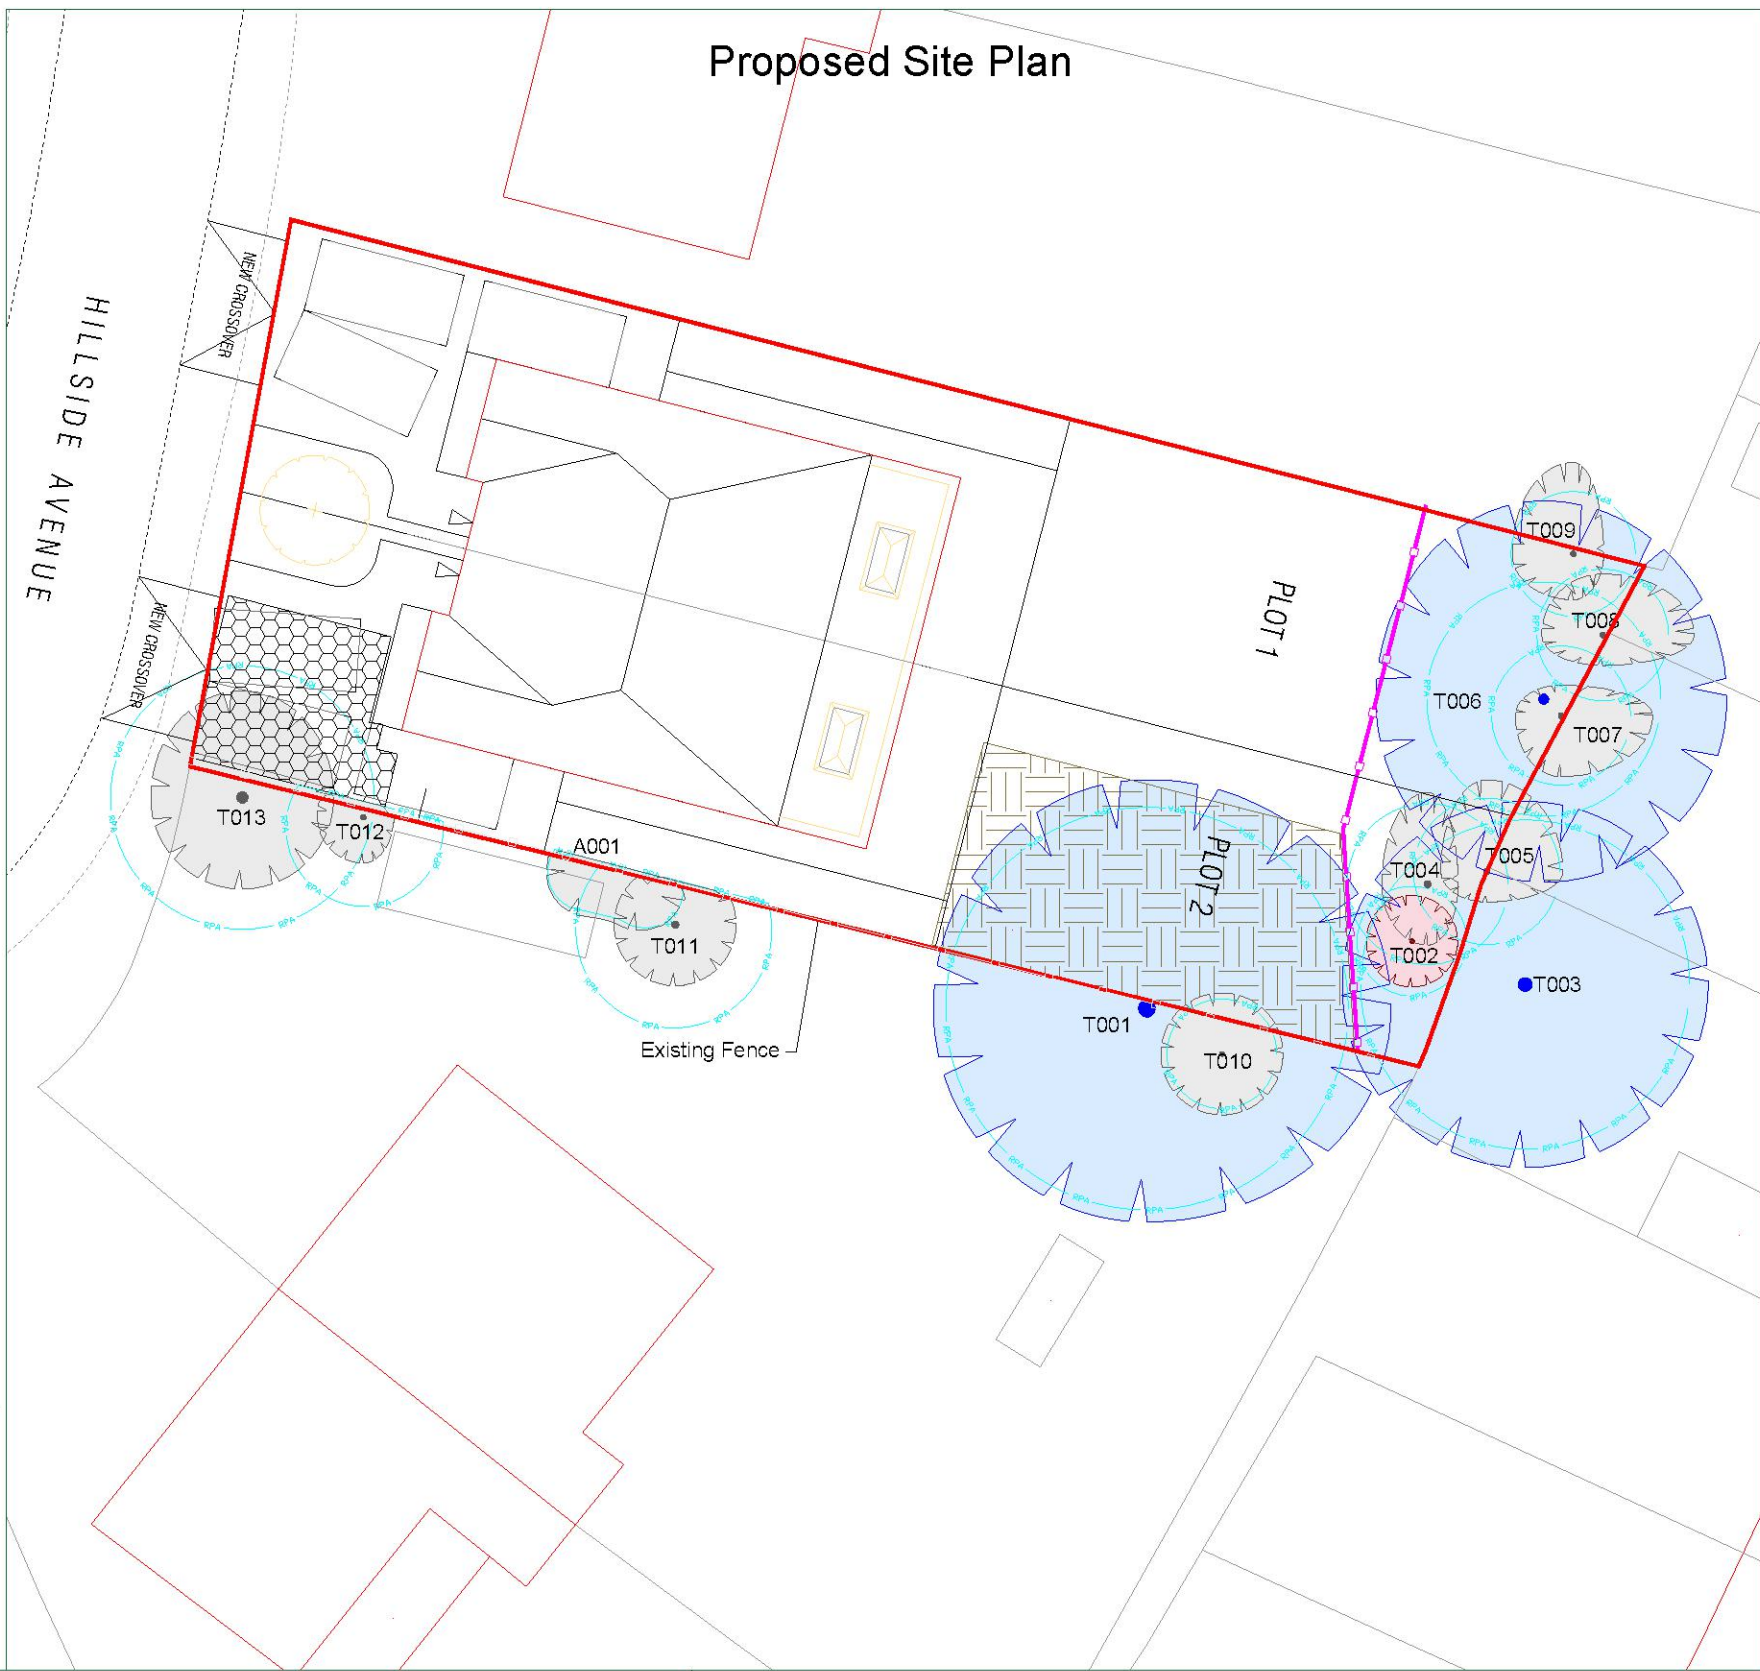 Proposed Site Plan
HILLSIDE AVENUE
NEW CROSSOVER
NEW CROSSOVER
PLOT 1
PLOT 2
T009
T008
T006
T007
T005
T004
T002
T003
T001
T010
T013
T012
A001
T011
Existing Fence
RPA